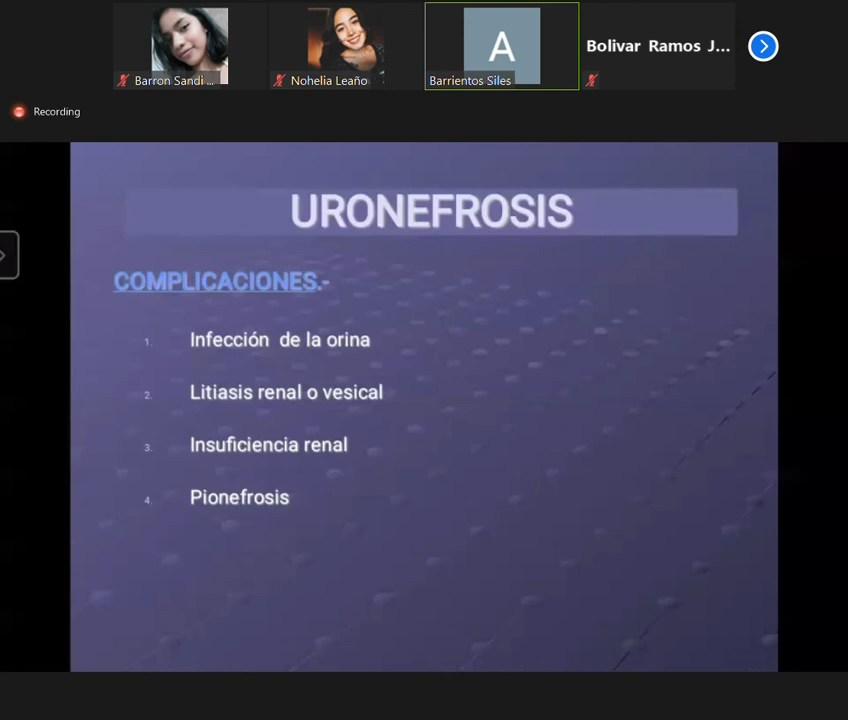 Barron Sandi ...
Nohelia Leaño
A
Barrientos Siles
Bolivar Ramos J...
Recording
URONEFROSIS
COMPLICACIONES.-
1. Infección de la orina
2. Litiasis renal o vesical
3. Insuficiencia renal
4. Pionefrosis